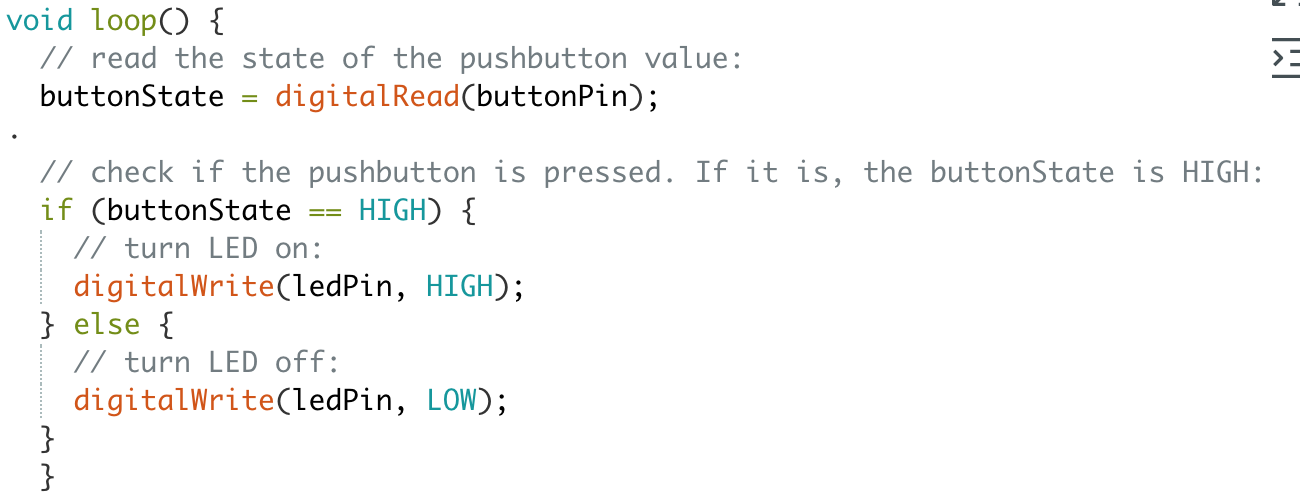 void loop() {
  // read the state of the pushbutton value:
  buttonState = digitalRead(buttonPin);
.
  // check if the pushbutton is pressed. If it is, the buttonState is HIGH:
  if (buttonState == HIGH) {
    // turn LED on:
    digitalWrite(ledPin, HIGH);
  } else {
    // turn LED off:
    digitalWrite(ledPin, LOW);
  }
  }